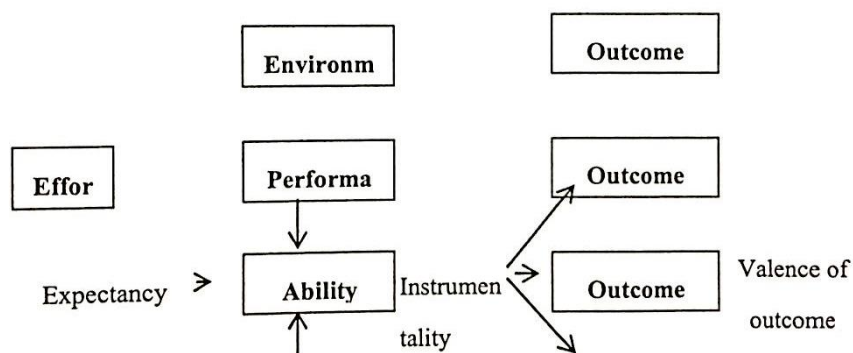 Environm
Outcome
Effor
Performa
Outcome
Expectancy
Ability
Instrumen
tality
Outcome
Valence of
outcome